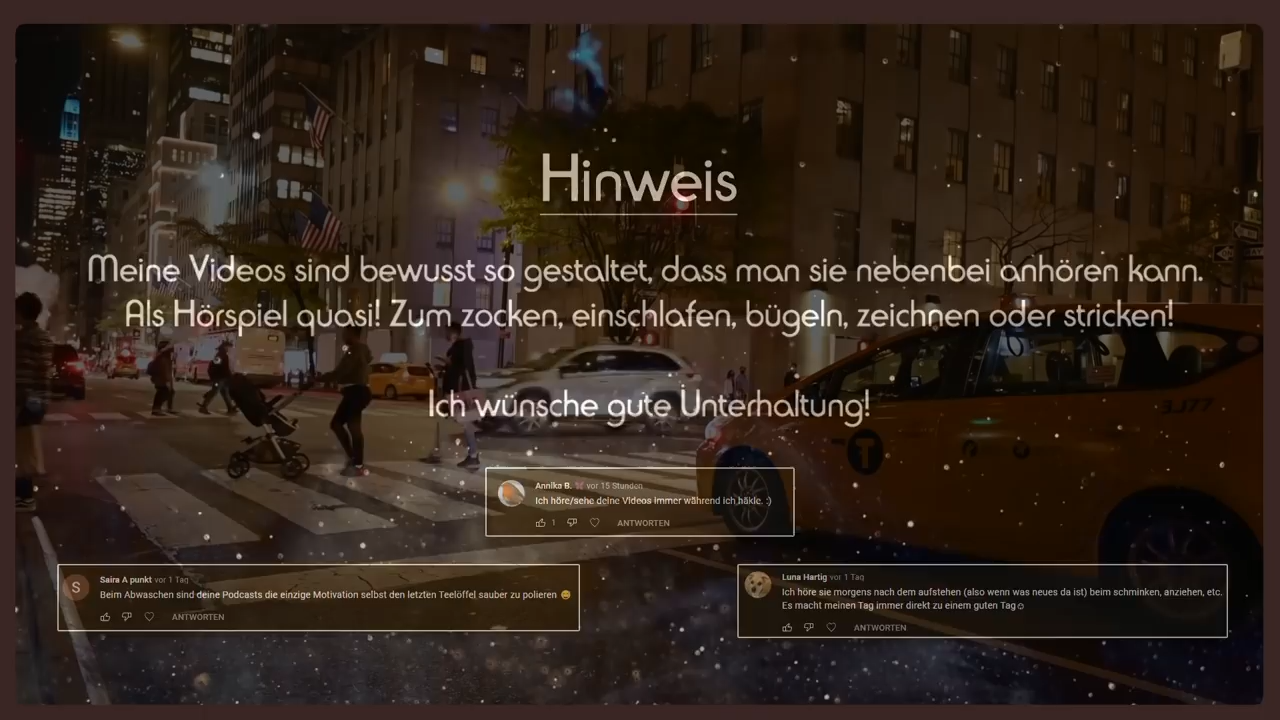 Hinweis
Meine Videos sind bewusst so gestaltet, dass man sie nebenbei anhören kann.
Als Hörspiel quasi! Zum zocken, einschlafen, bügeln, zeichnen oder stricken!
Ich wünsche gute Unterhaltung!
3J77
T
Annika B. vor 15 Stunden
Ich höre/sehe deine Videos immer während ich häkle. :)
1 ANTWORTEN
S
Saira A punkt vor 1 Tag
Beim Abwaschen sind deine Podcasts die einzige Motivation selbst den letzten Teelöffel sauber zu polieren 😅
ANTWORTEN
Luna Hartig vor 1 Tag
Ich höre sie morgens nach dem aufstehen (also wenn was neues da ist) beim schminken, anziehen, etc.
Es macht meinen Tag immer direkt zu einem guten Tag☺
ANTWORTEN